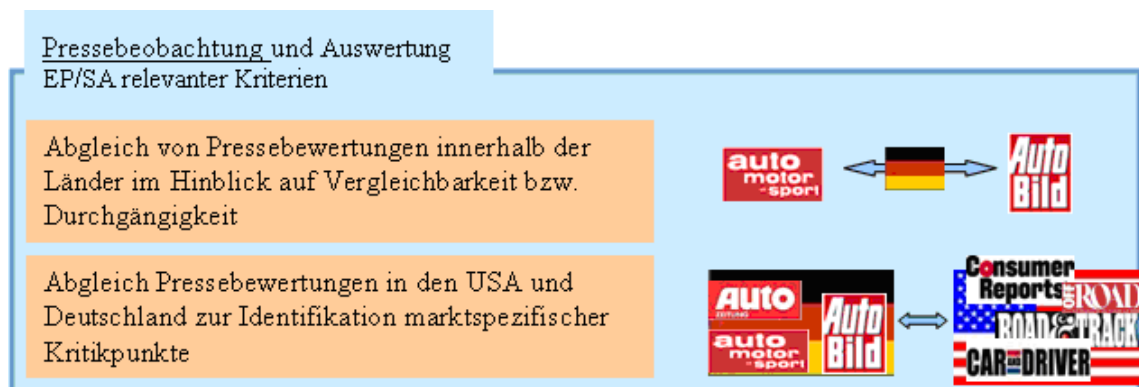 Pressebeobachtung und Auswertung
EP/SA relevanter Kriterien
Abgleich von Pressebewertungen innerhalb der
Länder im Hinblick auf Vergleichbarkeit bzw.
Durchgängigkeit
auto
motor
sport
Auto
Bild
Abgleich Pressebewertungen in den USA und
Deutschland zur Identifikation marktspezifischer
Kritikpunkte
Auto
ZEITUNG
auto
motor
sport
Auto
Bild
Consumer
Reports
OFF ROAD
ROAD & TRACK
CAR AND DRIVER